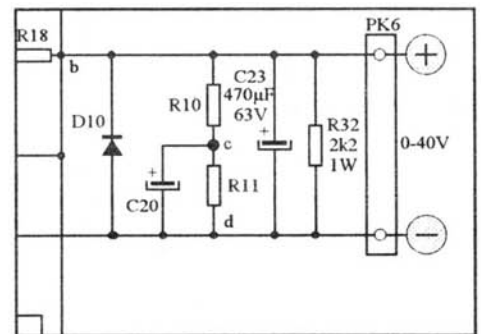 R18
PK6
b
C23
470µF
63V
R10
D10
R32
2k2
1W
0-40V
c
+
+
+
R11
C20
d
−